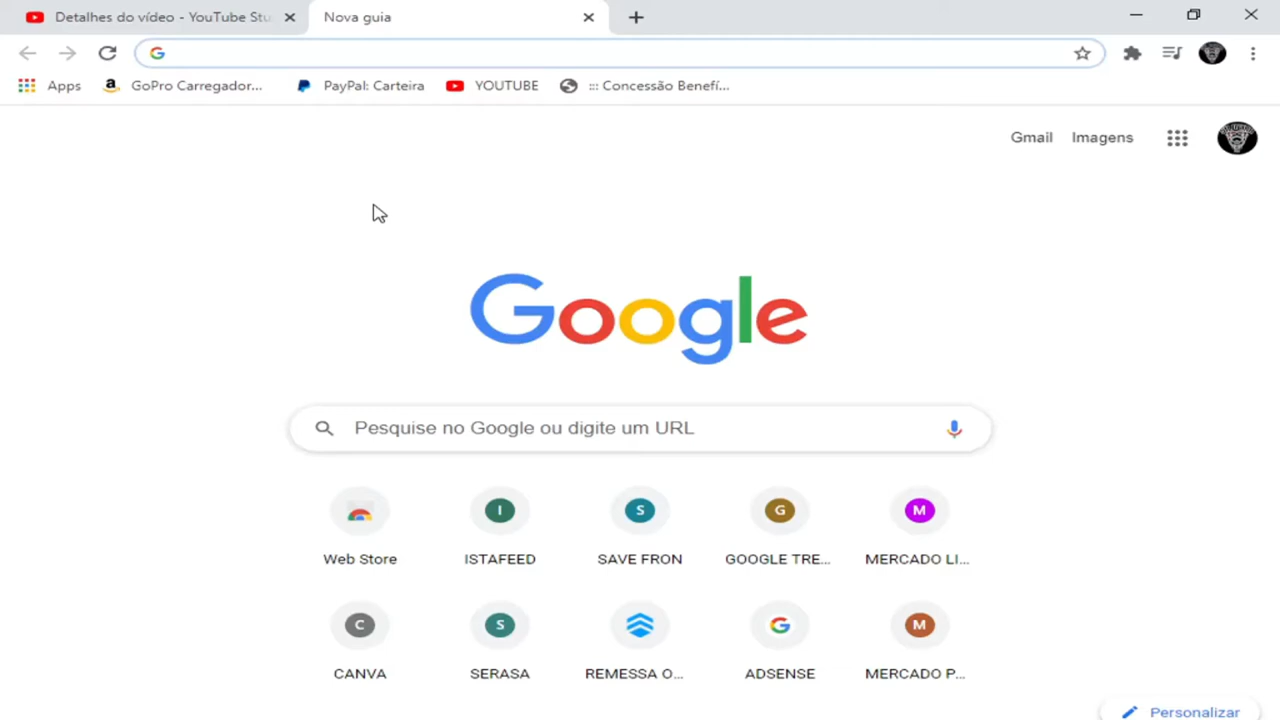 Detalhes do vídeo - YouTube Stu
Nova guia
Apps
GoPro Carregador...
PayPal: Carteira
YOUTUBE
::: Concessão Benefí...
Gmail
Imagens
Google
Pesquise no Google ou digite um URL
I
S
G
M
Web Store
ISTAFEED
SAVE FRON
GOOGLE TRE...
MERCADO LI...
C
S
M
CANVA
SERASA
REMESSA O...
ADSENSE
MERCADO P...
Personalizar